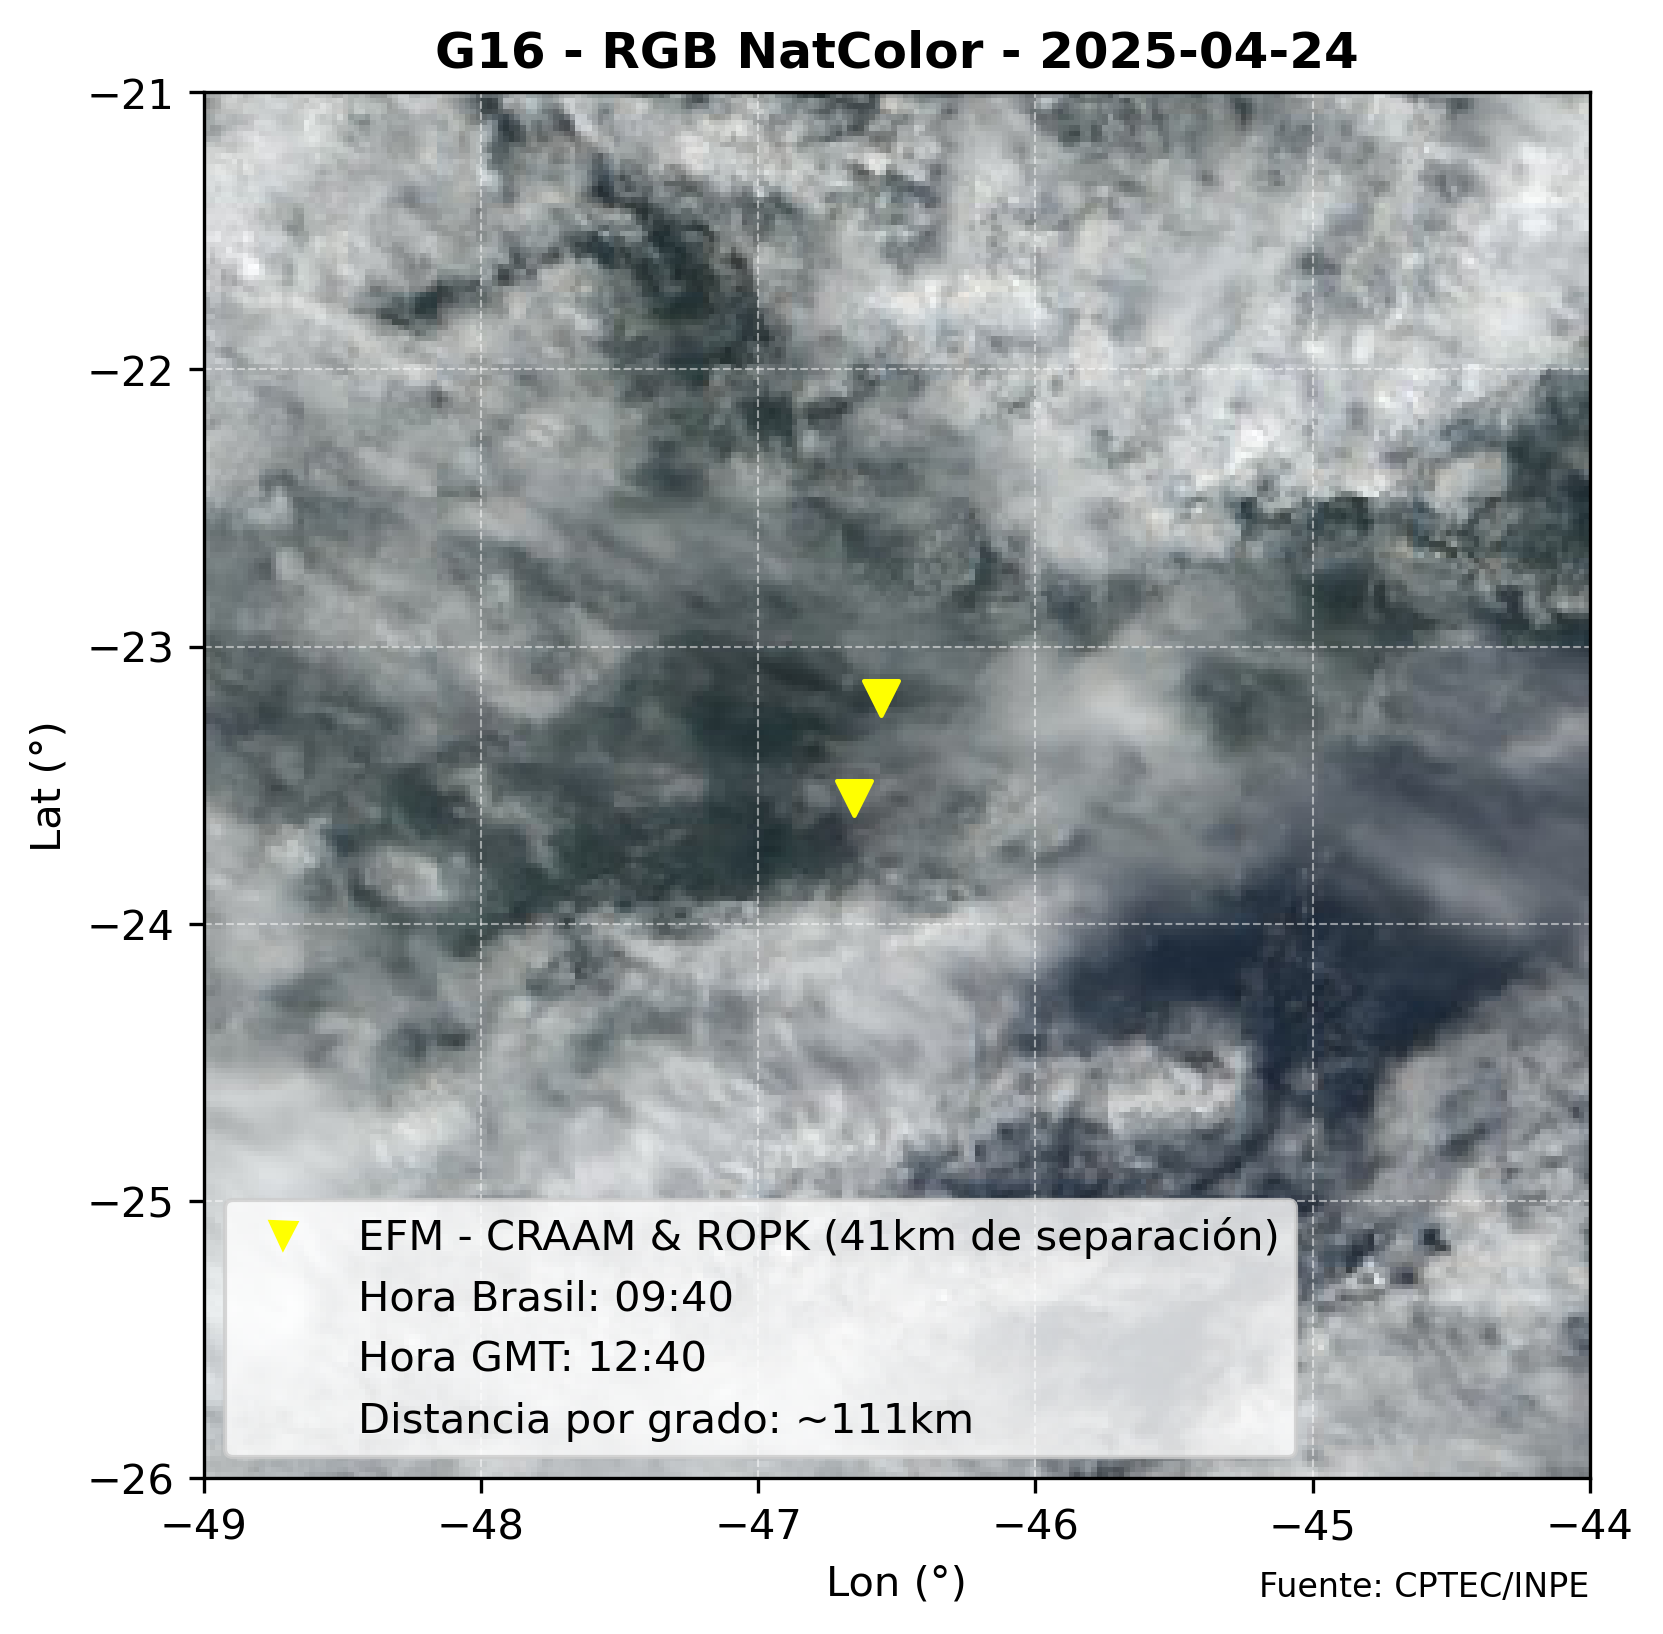 G16 - RGB NatColor - 2025-04-24
−21
−22
−23
−24
−25
−26
Lat (°)
EFM - CRAAM & ROPK (41km de separación)
Hora Brasil: 09:40
Hora GMT: 12:40
Distancia por grado: ~111km
−49 −48 −47 −46 −45 −44
Lon (°)
Fuente: CPTEC/INPE